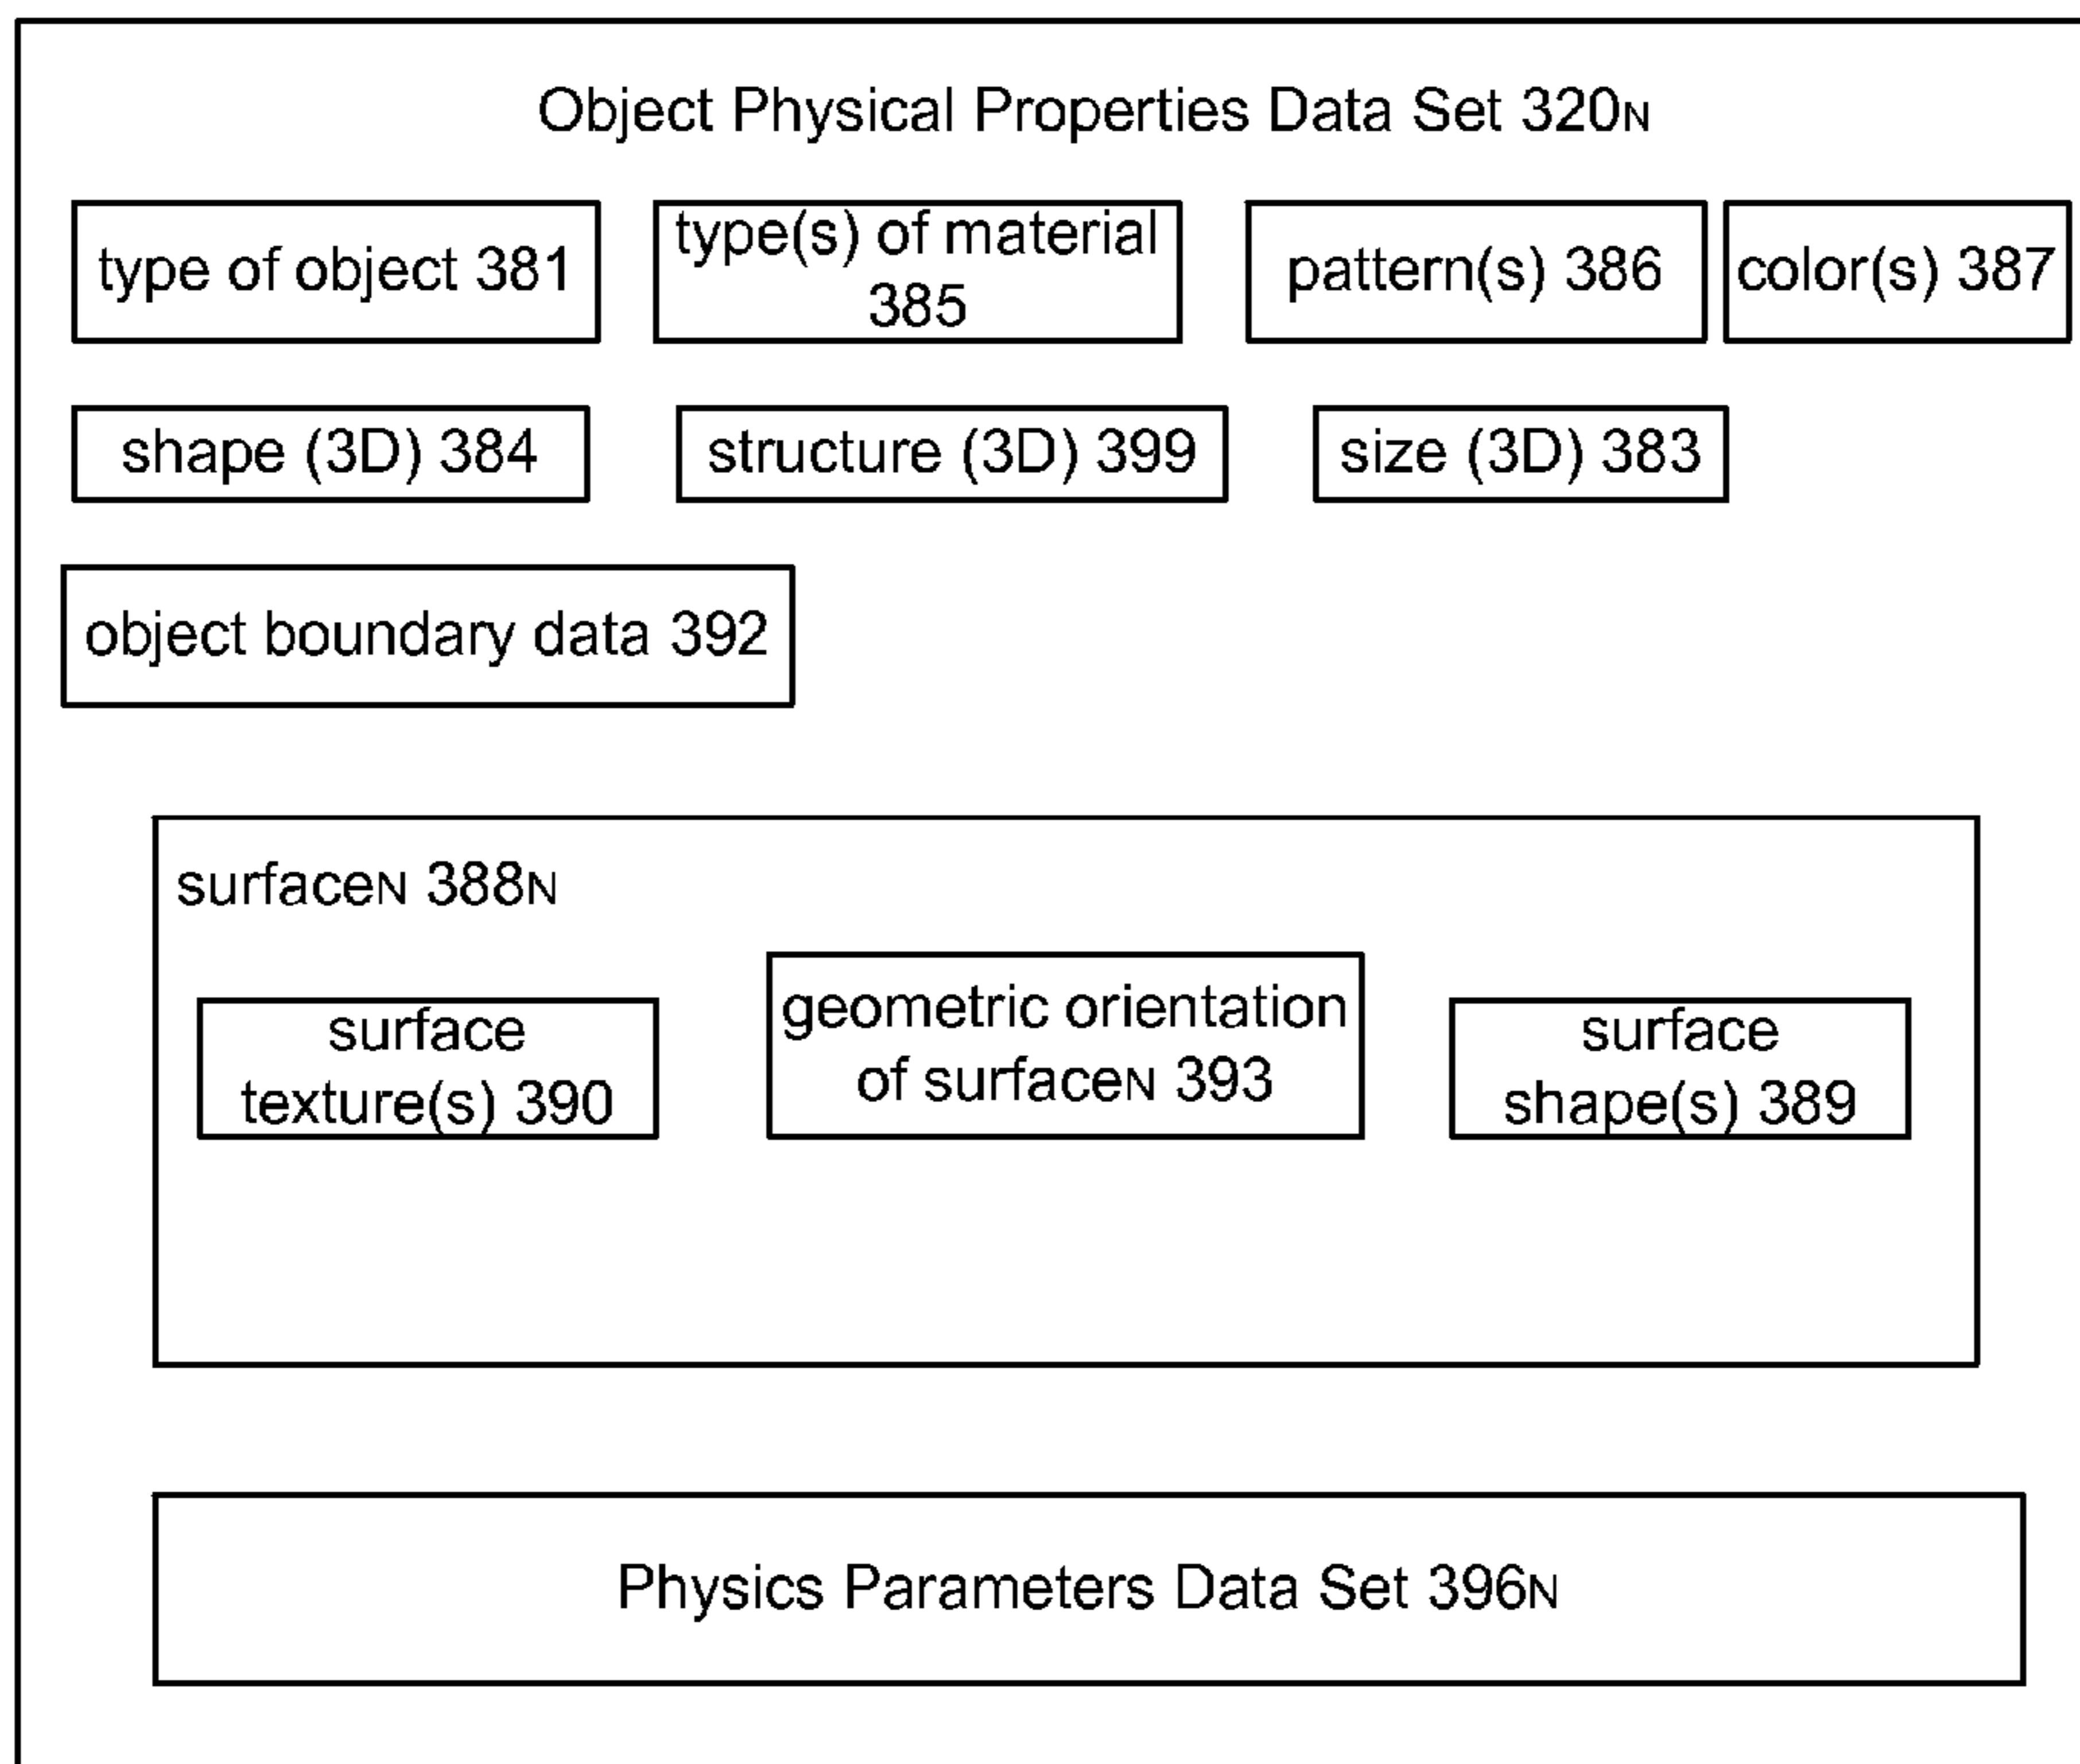 Object Physical Properties Data Set 320N
type of object 381
type(s) of material
385
pattern(s) 386
color(s) 387
shape (3D) 384
structure (3D) 399
size (3D) 383
object boundary data 392
surfaceN 388N
surface
texture(s) 390
geometric orientation
of surfaceN 393
surface
shape(s) 389
Physics Parameters Data Set 396N